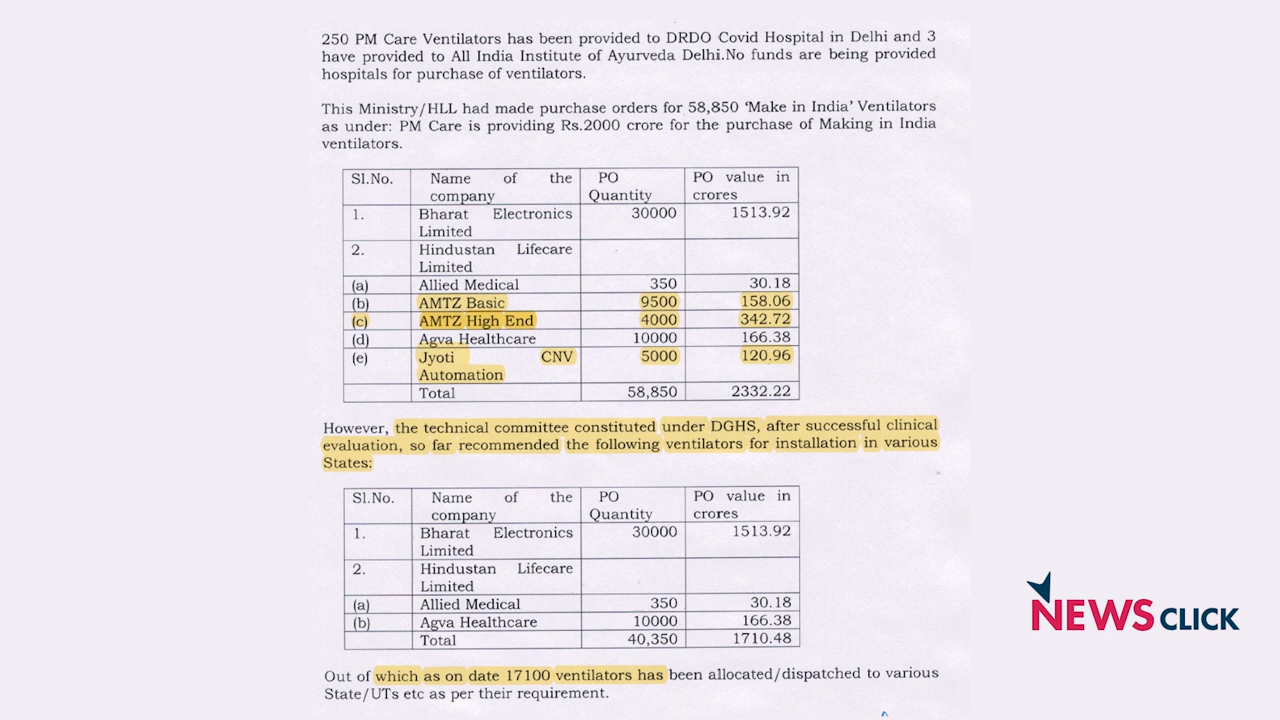 250 PM Care Ventilators has been provided to DRDO Covid Hospital in Delhi and 3
have provided to All India Institute of Ayurveda Delhi.No funds are being provided
hospitals for purchase of ventilators.
This Ministry/HLL had made purchase orders for 58,850 'Make in India' Ventilators
as under: PM Care is providing Rs.2000 crore for the purchase of Making in India
ventilators.
Sl.No. Name of the PO PO value in
company Quantity crores
1. Bharat Electronics 30000 1513.92
Limited
2. Hindustan Lifecare
Limited
(a) Allied Medical 350 30.18
(b) AMTZ Basic 9500 158.06
(c) AMTZ High End 4000 342.72
(d) Agva Healthcare 10000 166.38
(e) Jyoti CNV 5000 120.96
Automation
Total 58,850 2332.22
However, the technical committee constituted under DGHS, after successful clinical
evaluation, so far recommended the following ventilators for installation in various
States:
Sl.No. Name of the PO PO value in
company Quantity crores
1. Bharat Electronics 30000 1513.92
Limited
2. Hindustan Lifecare
Limited
(a) Allied Medical 350 30.18
(b) Agva Healthcare 10000 166.38
Total 40,350 1710.48
Out of which as on date 17100 ventilators has been allocated/dispatched to various
State/UTs etc as per their requirement.
NEWS CLICK